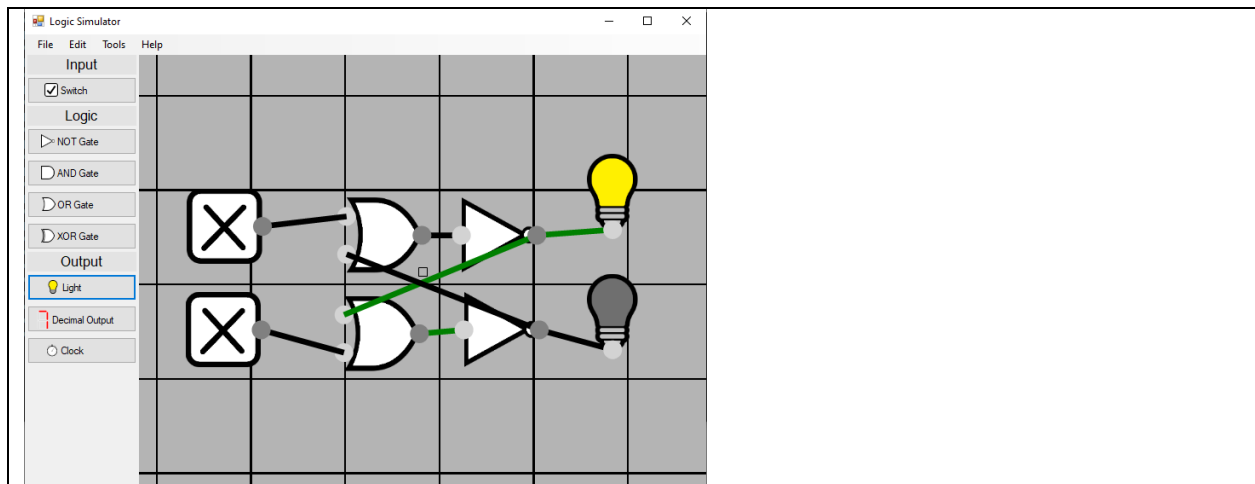 Logic Simulator
File Edit Tools Help
Input
Switch
Logic
NOT Gate
AND Gate
OR Gate
XOR Gate
Output
Light
Decimal Output
Clock